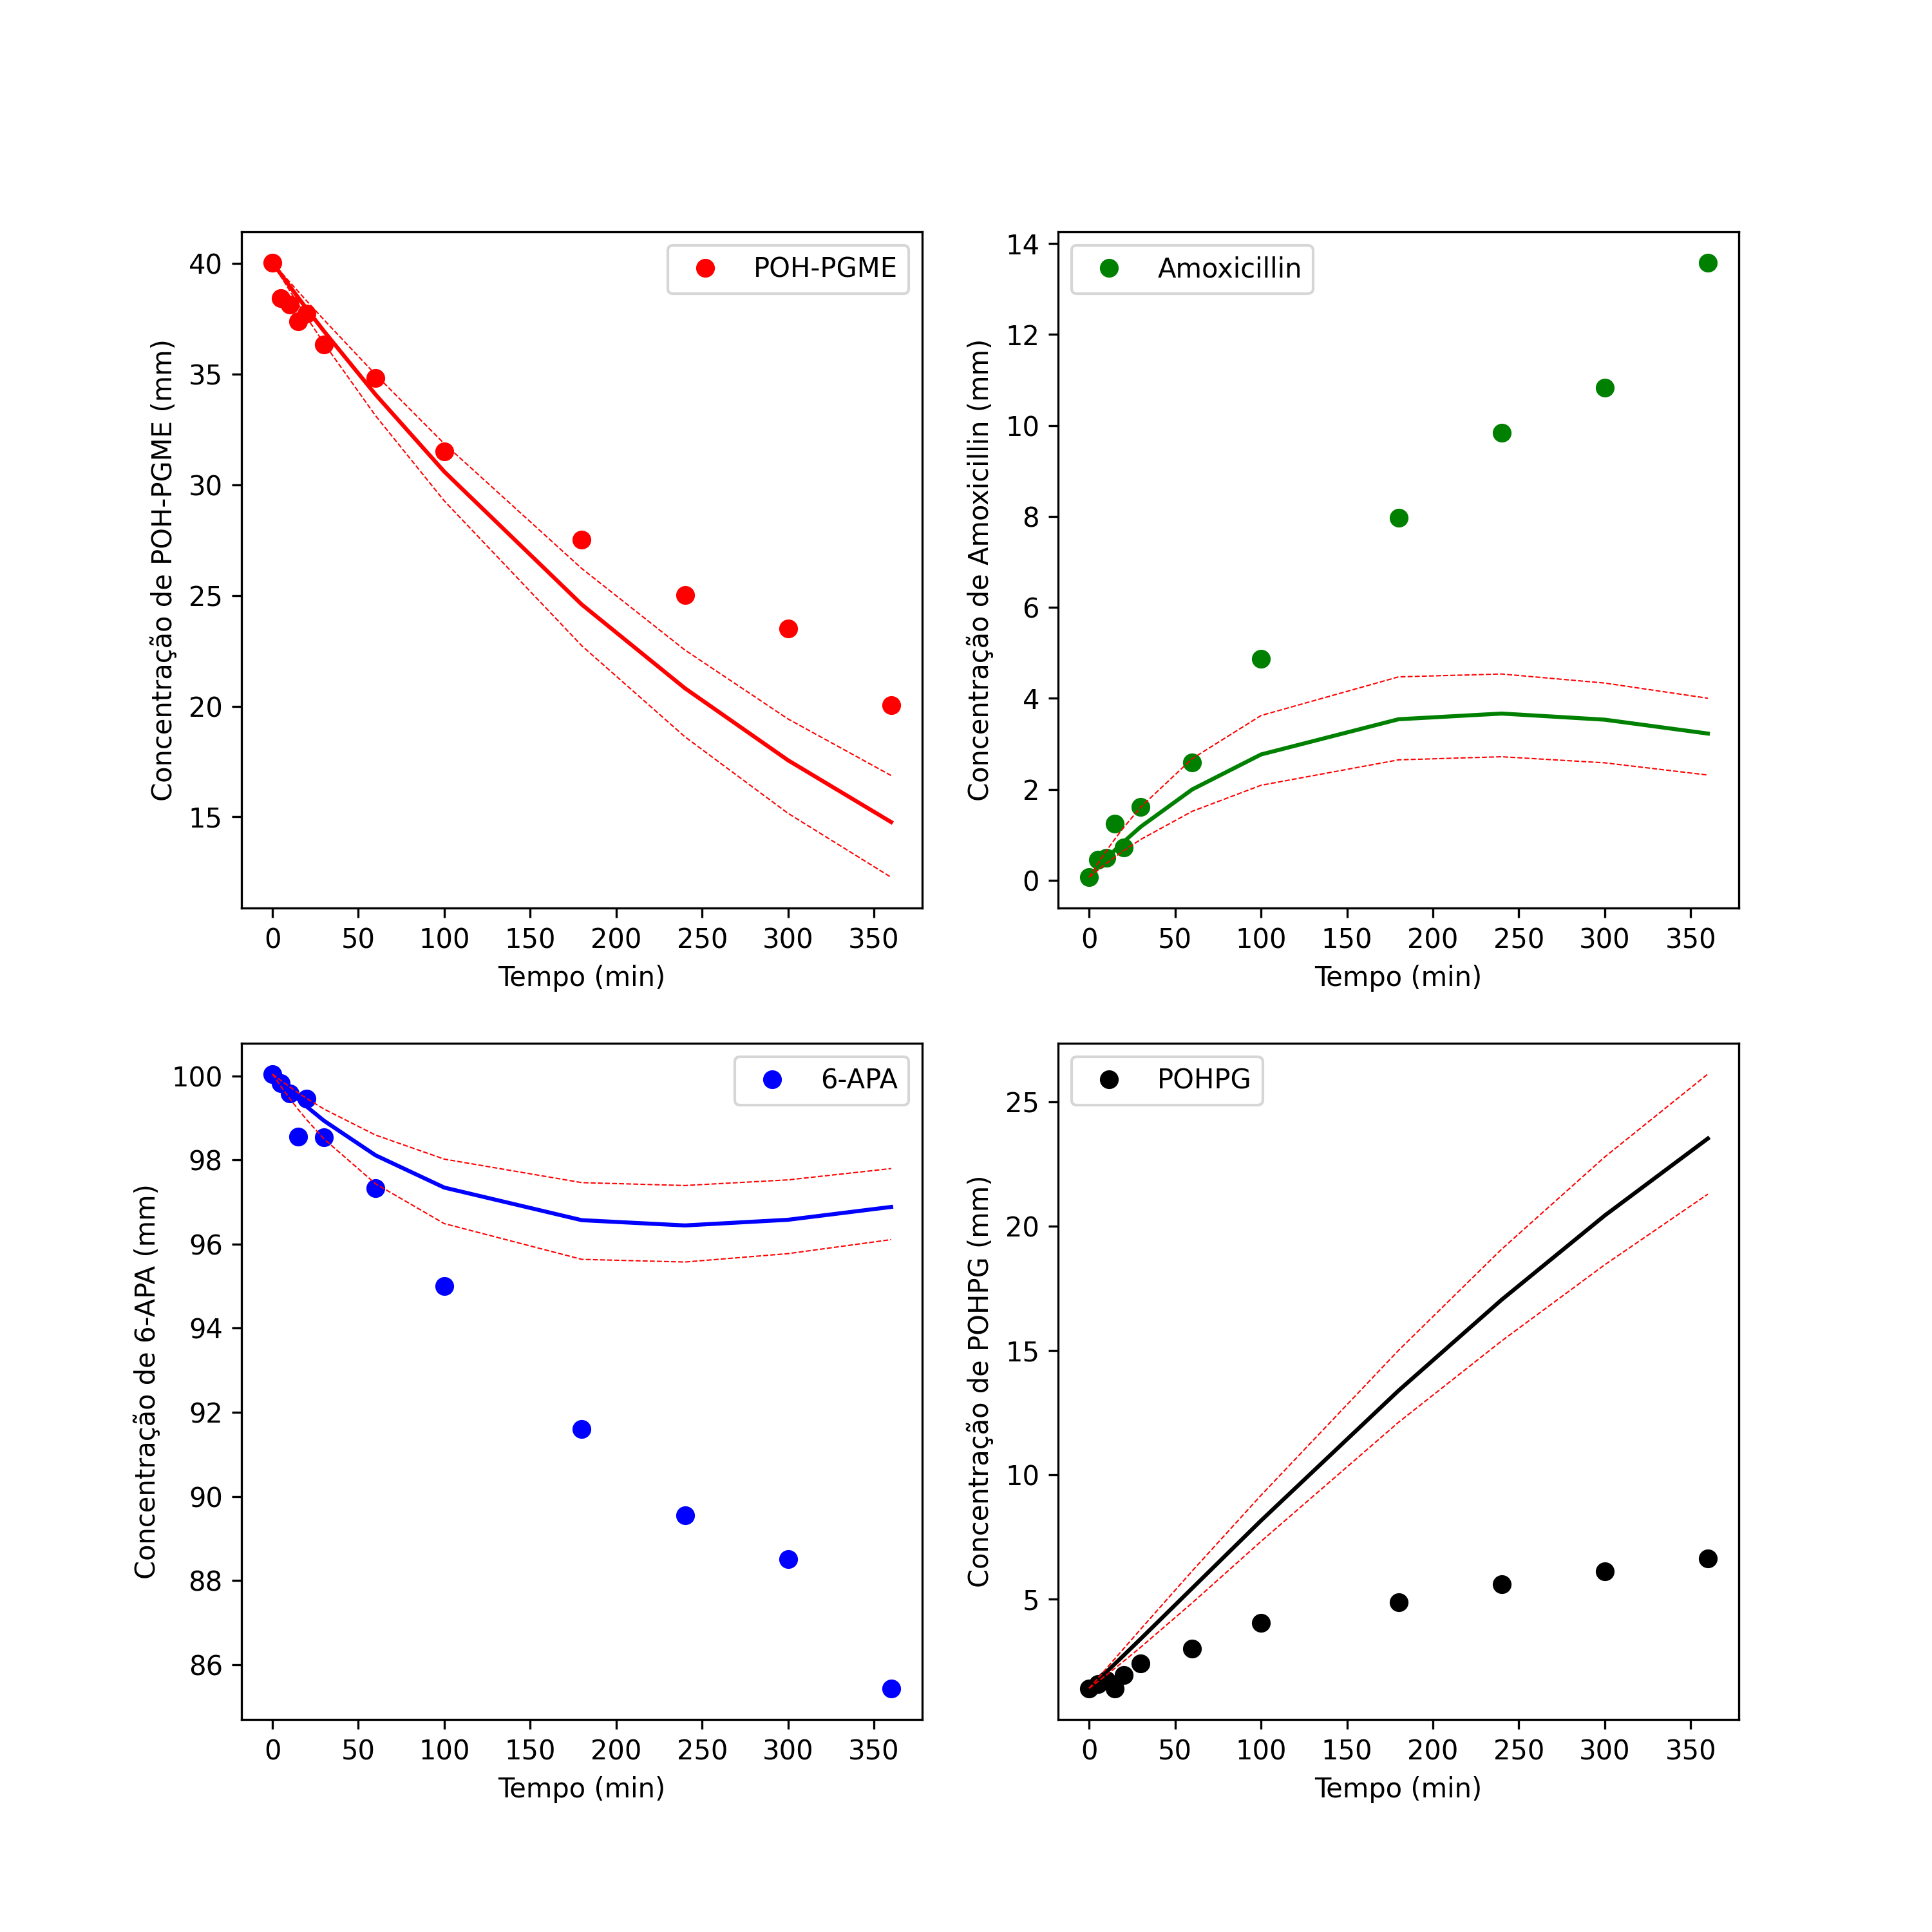 POH-PGME
Concentração de POH-PGME (mm)
40
35
30
25
20
15
0 50 100 150 200 250 300 350
Tempo (min)
Amoxicillin
Concentração de Amoxicillin (mm)
14
12
10
8
6
4
2
0
0 50 100 150 200 250 300 350
Tempo (min)
6-APA
Concentração de 6-APA (mm)
100
98
96
94
92
90
88
86
0 50 100 150 200 250 300 350
Tempo (min)
POHPG
Concentração de POHPG (mm)
25
20
15
10
5
0 50 100 150 200 250 300 350
Tempo (min)